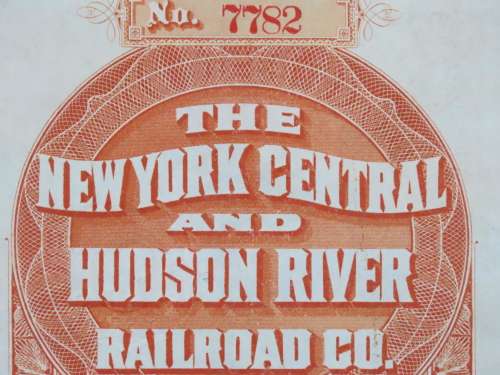 No. 7782
THE
NEW YORK CENTRAL
AND
HUDSON RIVER
RAILROAD CO.